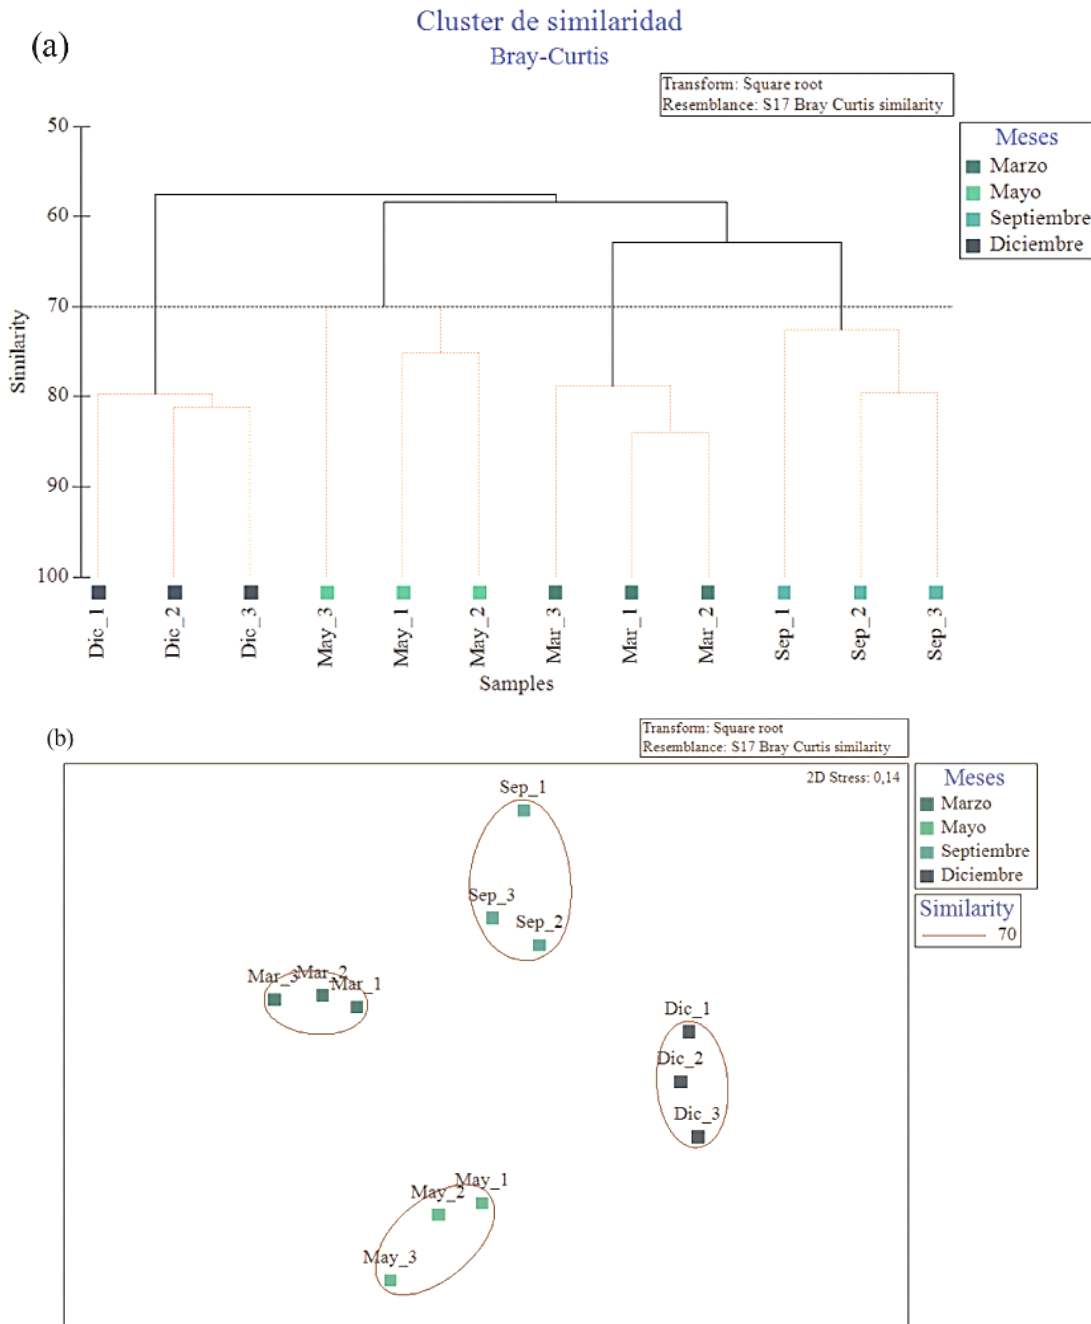 Cluster de similaridad
(a)
Bray-Curtis
Transform: Square root
Resemblance: S17 Bray Curtis similarity
Meses
Marzo
Mayo
Septiembre
Diciembre
50
60
70
80
90
100
Similarity
Dic_1
Dic_2
Dic_3
May_3
May_1
May_2
Mar_3
Mar_1
Mar_2
Sep_1
Sep_2
Sep_3
Samples
(b)
Transform: Square root
Resemblance: S17 Bray Curtis similarity
2D Stress: 0,14
Meses
Marzo
Mayo
Septiembre
Diciembre
Similarity
70
Sep_1
Sep_3
Sep_2
Mar_3
Mar_2
Mar_1
Dic_1
Dic_2
Dic_3
May_1
May_2
May_3